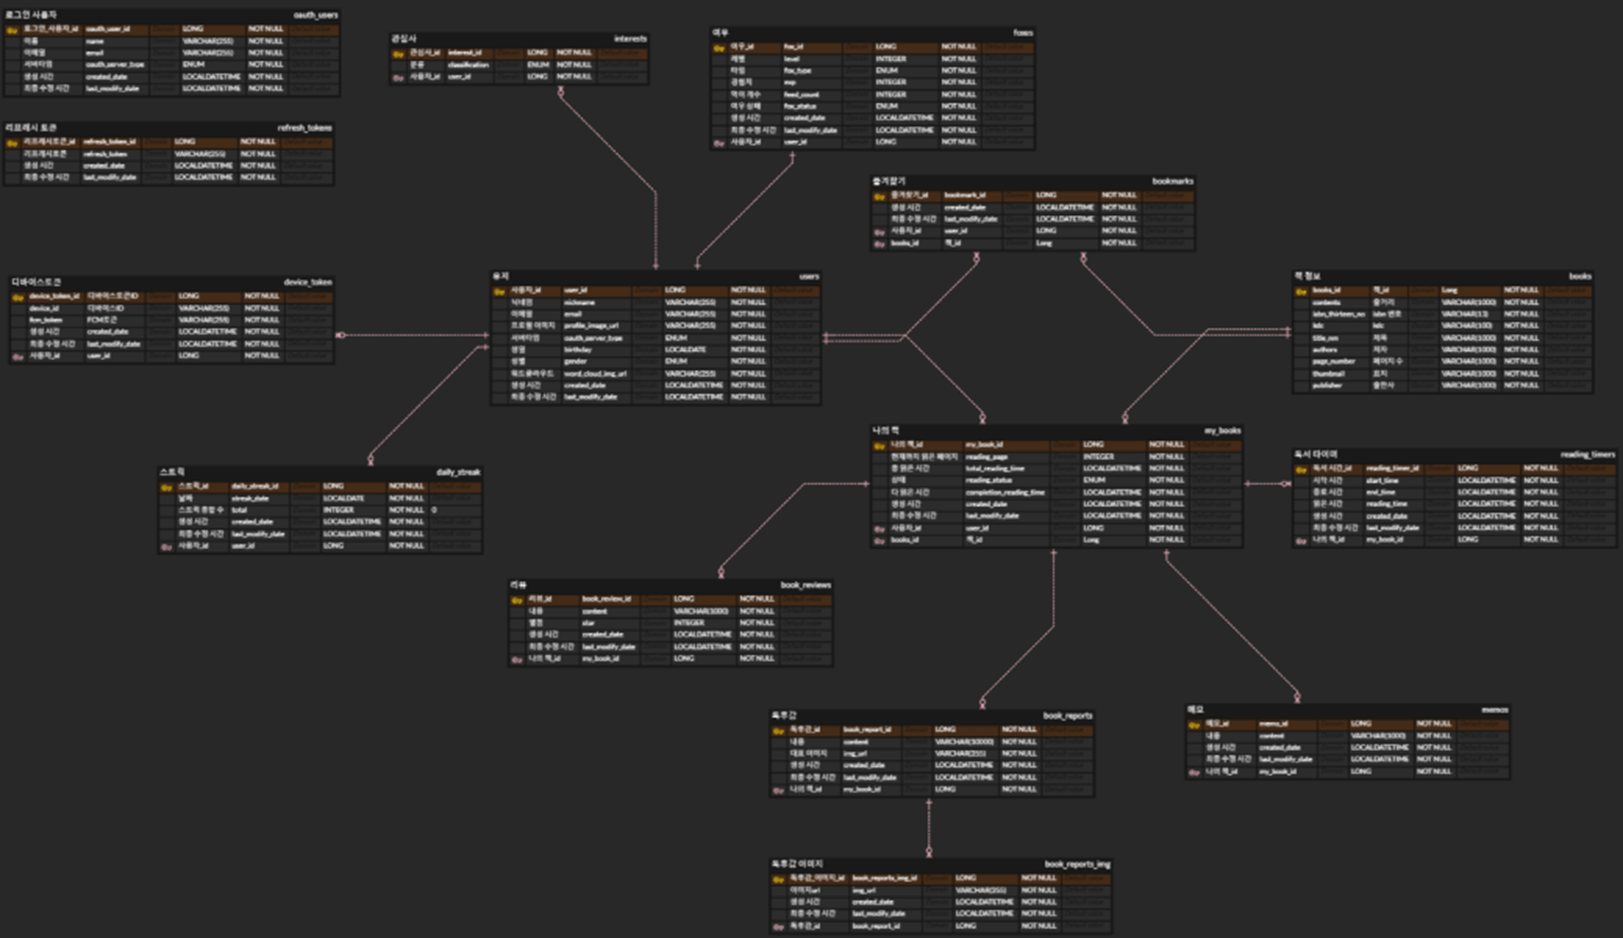 로그인 사용자 oauth_users
로그인_사용자_id oauth_user_id LONG NOT NULL
이름 name VARCHAR(255) NOT NULL
이메일 email VARCHAR(255) NOT NULL
서버타입 oauth_server_type ENUM NOT NULL
생성 시간 created_date LOCALDATETIME NOT NULL
최종 수정 시간 last_modify_date LOCALDATETIME NOT NULL
리프레시 토큰 refresh_tokens
리프레시토큰_id refresh_token_id LONG NOT NULL
리프레시토큰 refresh_token VARCHAR(255) NOT NULL
생성 시간 created_date LOCALDATETIME NOT NULL
최종 수정 시간 last_modify_date LOCALDATETIME NOT NULL
관심사 interests
관심사_id interest_id LONG NOT NULL
분류 classification ENUM NOT NULL
사용자_id user_id LONG NOT NULL
여우 foxes
여우_id fox_id LONG NOT NULL
레벨 level INTEGER NOT NULL
타입 fox_type ENUM NOT NULL
경험치 exp INTEGER NOT NULL
먹이 개수 feed_count INTEGER NOT NULL
여우 상태 fox_status ENUM NOT NULL
생성 시간 created_date LOCALDATETIME NOT NULL
최종 수정 시간 last_modify_date LOCALDATETIME NOT NULL
사용자_id user_id LONG NOT NULL
즐겨찾기 bookmarks
즐겨찾기_id bookmark_id LONG NOT NULL
생성 시간 created_date LOCALDATETIME NOT NULL
최종 수정 시간 last_modify_date LOCALDATETIME NOT NULL
사용자_id user_id LONG NOT NULL
books_id 책_id Long NOT NULL
디바이스토큰 device_token
device_token_id 디바이스토큰ID LONG NOT NULL
device_id 디바이스ID VARCHAR(255) NOT NULL
fcm_token FCM토큰 VARCHAR(255) NOT NULL
생성 시간 created_date LOCALDATETIME NOT NULL
최종 수정 시간 last_modify_date LOCALDATETIME NOT NULL
사용자_id user_id LONG NOT NULL
유저 users
사용자_id user_id LONG NOT NULL
닉네임 nickname VARCHAR(255) NOT NULL
이메일 email VARCHAR(255) NOT NULL
프로필 이미지 profile_image_url VARCHAR(255) NOT NULL
서버타입 oauth_server_type ENUM NOT NULL
생일 birthday LOCALDATE NOT NULL
성별 gender ENUM NOT NULL
워드클라우드 word_cloud_img_url VARCHAR(255) NOT NULL
생성 시간 created_date LOCALDATETIME NOT NULL
최종 수정 시간 last_modify_date LOCALDATETIME NOT NULL
책 정보 books
books_id 책_id Long NOT NULL
contents 줄거리 VARCHAR(1000) NOT NULL
isbn_thirteen_no isbn 번호 VARCHAR(13) NOT NULL
kdc kdc VARCHAR(100) NOT NULL
title_nm 제목 VARCHAR(1000) NOT NULL
authors 저자 VARCHAR(1000) NOT NULL
page_number 페이지 수 VARCHAR(1000) NOT NULL
thumbnail 표지 VARCHAR(1000) NOT NULL
publisher 출판사 VARCHAR(1000) NOT NULL
스트릭 daily_streak
스트릭_id daily_streak_id LONG NOT NULL
날짜 streak_date LOCALDATE NOT NULL
스트릭 총합 수 total INTEGER NOT NULL 0
생성 시간 created_date LOCALDATETIME NOT NULL
최종 수정 시간 last_modify_date LOCALDATETIME NOT NULL
사용자_id user_id LONG NOT NULL
나의 책 my_books
나의 책_id my_book_id LONG NOT NULL
현재까지 읽은 페이지 reading_page INTEGER NOT NULL
총 읽은 시간 total_reading_time LOCALDATETIME NOT NULL
상태 reading_status ENUM NOT NULL
다 읽은 시간 completion_reading_time LOCALDATETIME NOT NULL
생성 시간 created_date LOCALDATETIME NOT NULL
최종 수정 시간 last_modify_date LOCALDATETIME NOT NULL
사용자_id user_id LONG NOT NULL
books_id 책_id Long NOT NULL
독서 타이머 reading_timers
독서 시간_id reading_timer_id LONG NOT NULL
시작 시간 start_time LOCALDATETIME NOT NULL
종료 시간 end_time LOCALDATETIME NOT NULL
읽은 시간 reading_time LOCALDATETIME NOT NULL
생성 시간 created_date LOCALDATETIME NOT NULL
최종 수정 시간 last_modify_date LOCALDATETIME NOT NULL
나의 책_id my_book_id LONG NOT NULL
리뷰 book_reviews
리뷰_id book_review_id LONG NOT NULL
내용 content VARCHAR(1000) NOT NULL
별점 star INTEGER NOT NULL
생성 시간 created_date LOCALDATETIME NOT NULL
최종 수정 시간 last_modify_date LOCALDATETIME NOT NULL
나의 책_id my_book_id LONG NOT NULL
독후감 book_reports
독후감_id book_report_id LONG NOT NULL
내용 content VARCHAR(10000) NOT NULL
대표 이미지 img_url VARCHAR(255) NOT NULL
생성 시간 created_date LOCALDATETIME NOT NULL
최종 수정 시간 last_modify_date LOCALDATETIME NOT NULL
나의 책_id my_book_id LONG NOT NULL
메모 memos
메모_id memo_id LONG NOT NULL
내용 content VARCHAR(1000) NOT NULL
생성 시간 created_date LOCALDATETIME NOT NULL
최종 수정 시간 last_modify_date LOCALDATETIME NOT NULL
나의 책_id my_book_id LONG NOT NULL
독후감 이미지 book_reports_img
독후감_이미지_id book_reports_img_id LONG NOT NULL
이미지url img_url VARCHAR(255) NOT NULL
생성 시간 created_date LOCALDATETIME NOT NULL
최종 수정 시간 last_modify_date LOCALDATETIME NOT NULL
독후감_id book_report_id LONG NOT NULL